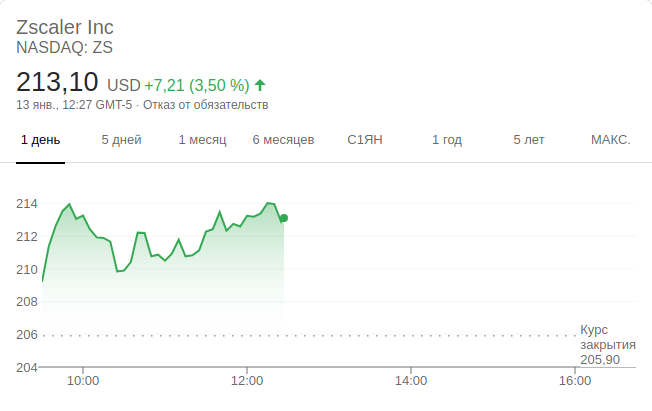 Zscaler Inc
NASDAQ: ZS
213,10 USD +7,21 (3,50 %)
13 янв., 12:27 GMT-5 · Отказ от обязательств
1 день 5 дней 1 месяц 6 месяцев С1ЯН 1 год 5 лет МАКС.
214
212
210
208
206
204
Курс
закрытия
205,90
10:00 12:00 14:00 16:00